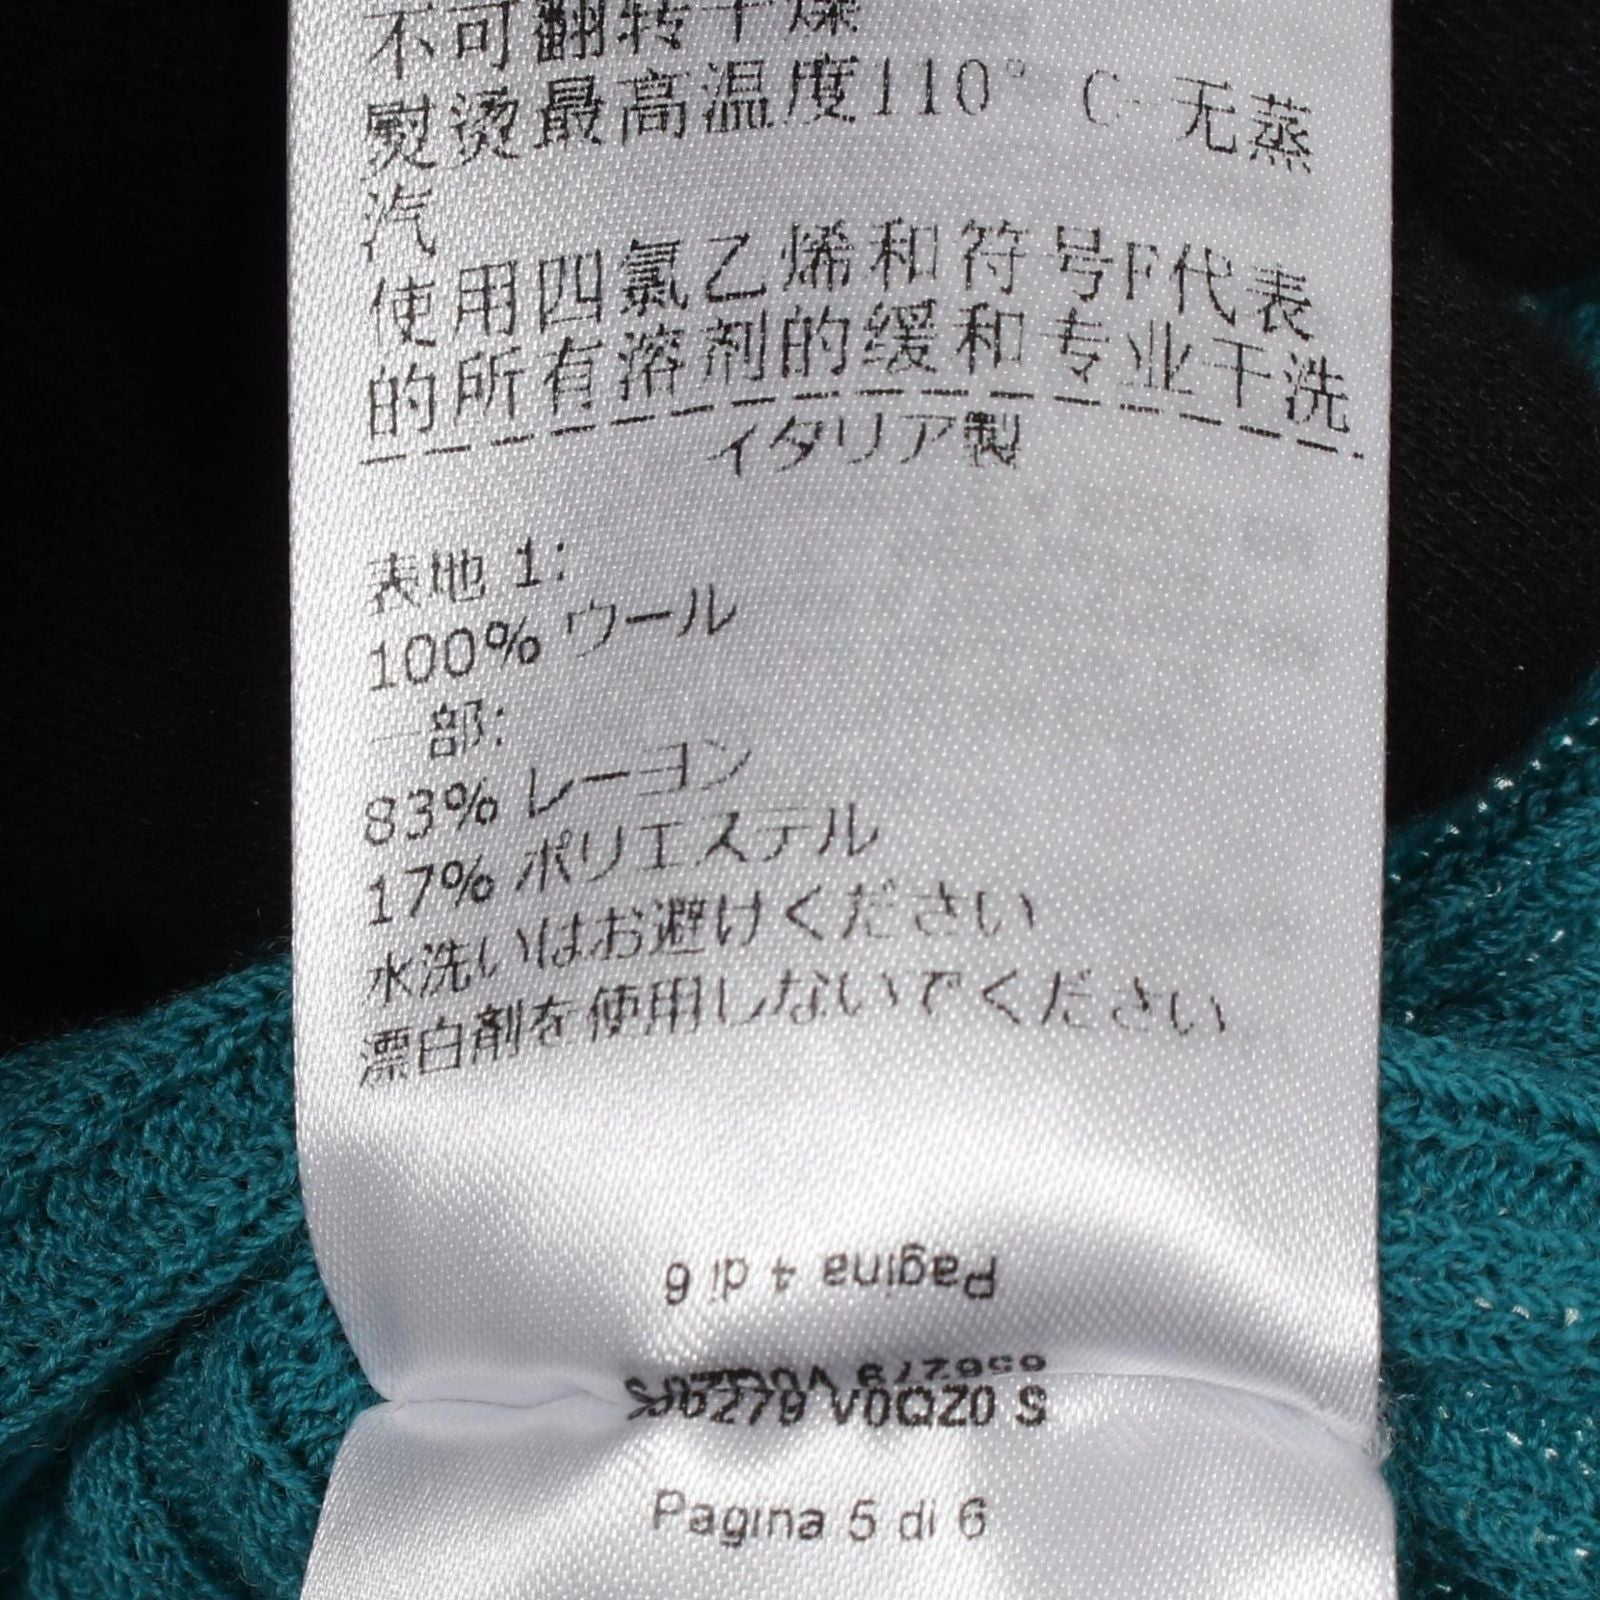 不可翻转干燥
熨烫最高温度110° C 无蒸
汽
使用四氯乙烯和符号F代表
的所有溶剂的缓和专业干洗
イタリア製
表地 1:
100% ウール
一部:
83% レーヨン
17% ポリエステル
水洗いはお避けください
漂白剤を使用しないでください
Pagina 4 di 6
V0QZ0 S
Pagina 5 di 6